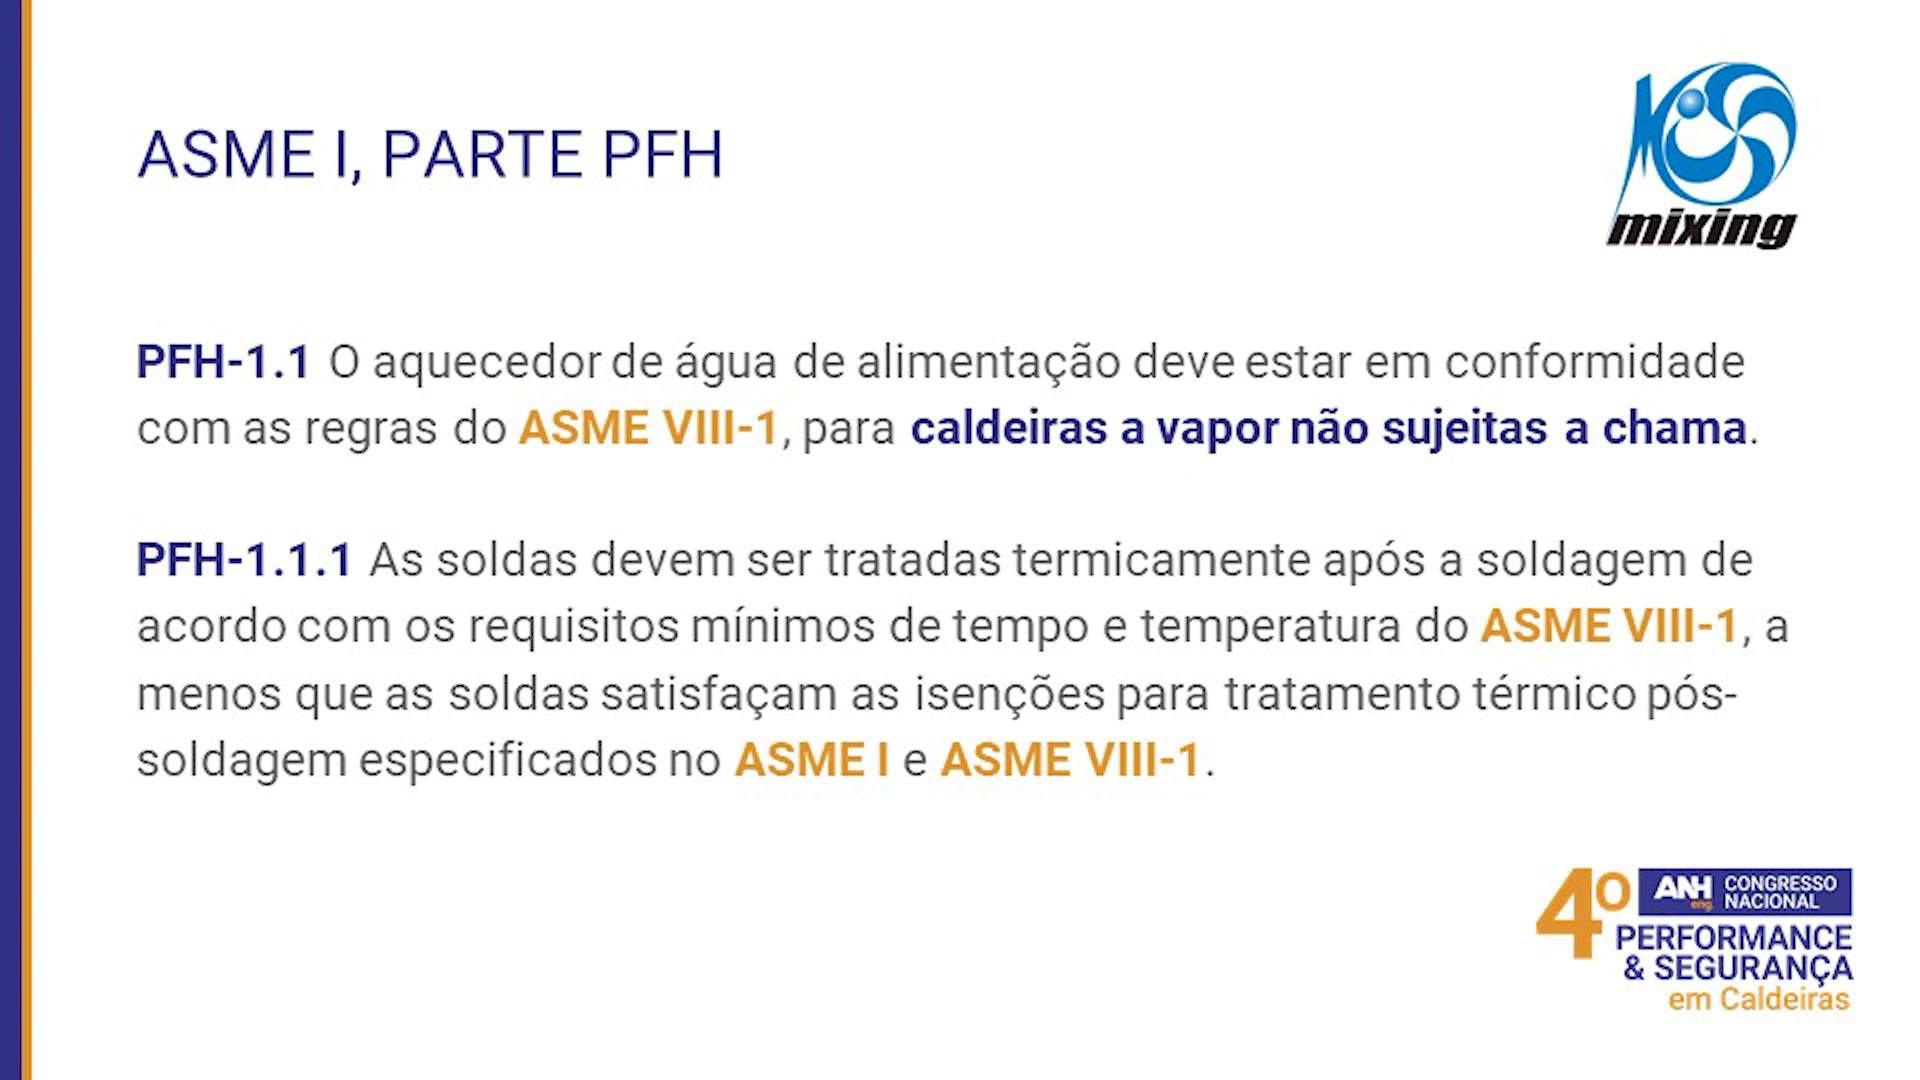 ASME I, PARTE PFH
mixing
PFH-1.1 O aquecedor de água de alimentação deve estar em conformidade
com as regras do ASME VIII-1, para caldeiras a vapor não sujeitas a chama.
PFH-1.1.1 As soldas devem ser tratadas termicamente após a soldagem de
acordo com os requisitos mínimos de tempo e temperatura do ASME VIII-1, a
menos que as soldas satisfaçam as isenções para tratamento térmico pós-
soldagem especificados no ASME I e ASME VIII-1.
4º ANH eng. CONGRESSO
NACIONAL
PERFORMANCE
& SEGURANÇA
em Caldeiras